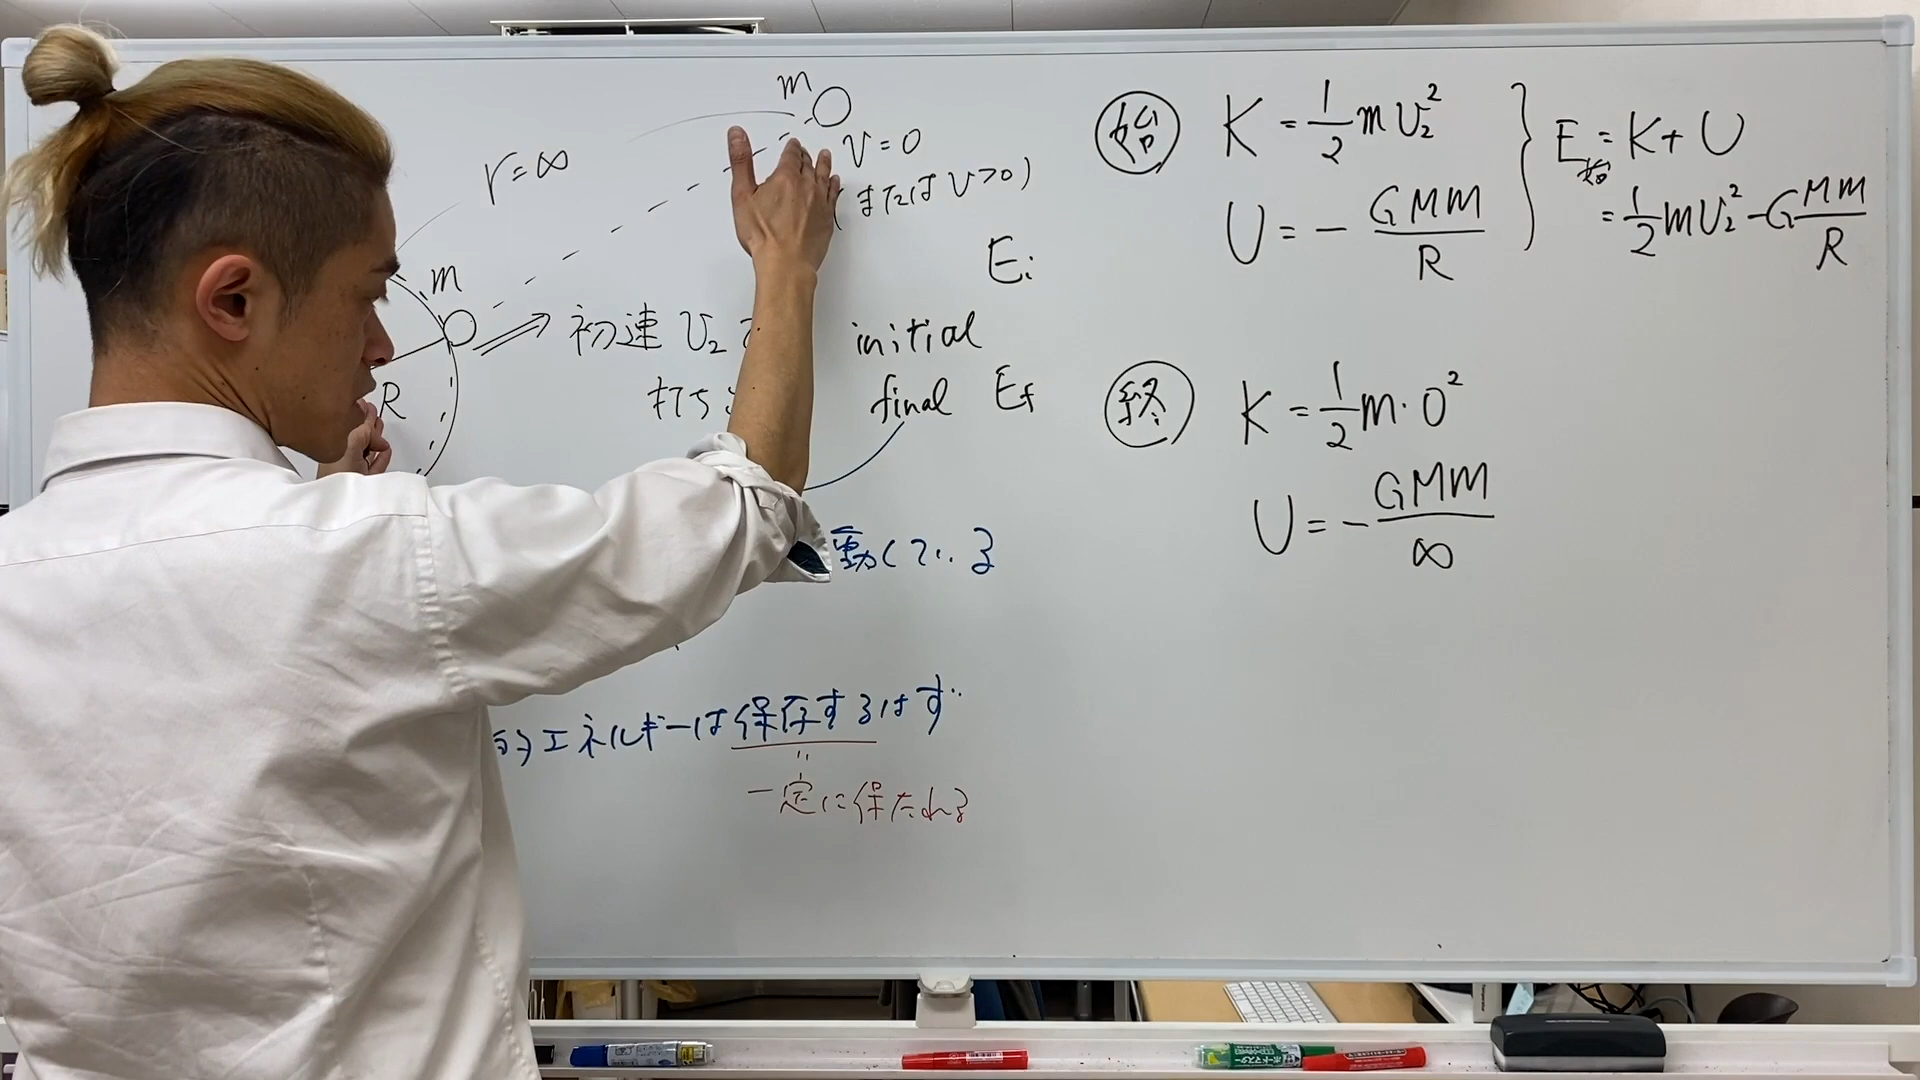 m
v = 0
(または v>0)
r = ∞
m
R
初速 v₂ で
打ち
Ei
initial
final Ef
動いている
的エネルギーは保存するはず
一定に保たれる
始 K = 1/2 m v₂²
U = - GMm/R
E始 = K + U
= 1/2 m v₂² - G Mm/R
終 K = 1/2 m・0²
U = - GMm/∞